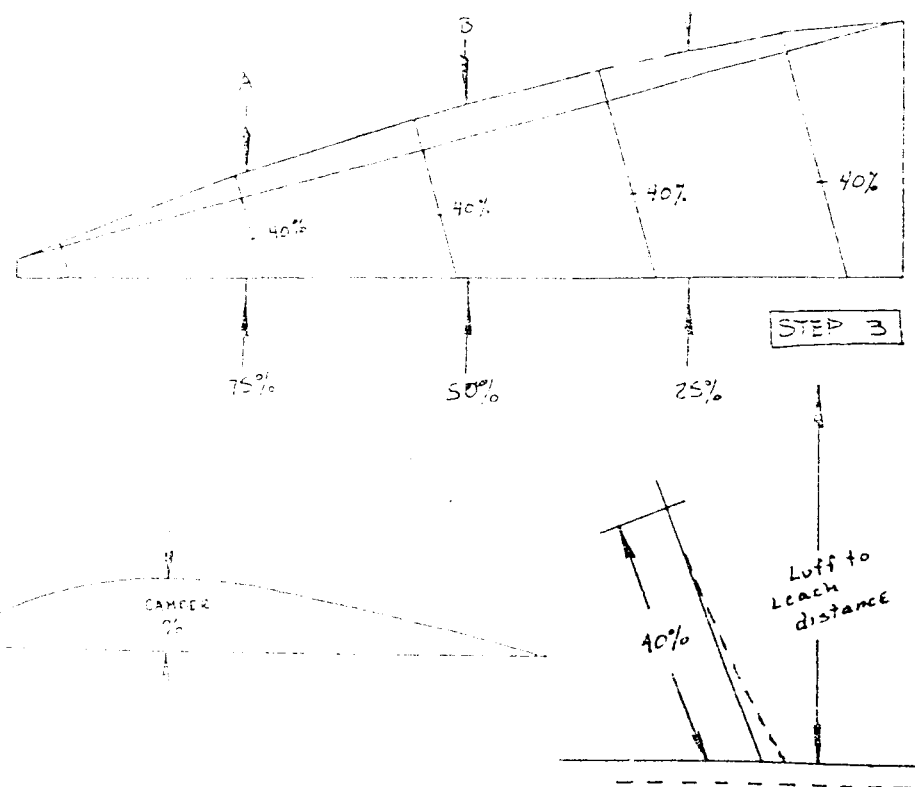 B
A
40%
40%
40%
40%
STEP 3
75%
50%
25%
CAMBER
%
Luff to
Leach
distance
40%